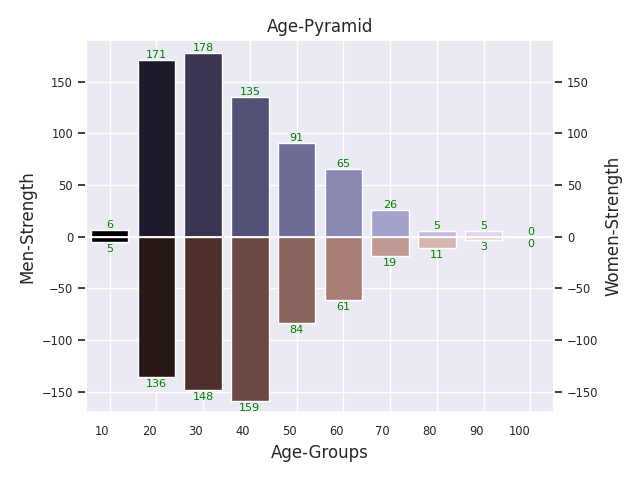 Age-Pyramid
Men-Strength
Women-Strength
150 150
100 100
50 50
0 0
−50 −50
−100 −100
−150 −150
6 171 178 135 91 65 26 5 5 0
5 136 148 159 84 61 19 11 3 0
10 20 30 40 50 60 70 80 90 100
Age-Groups